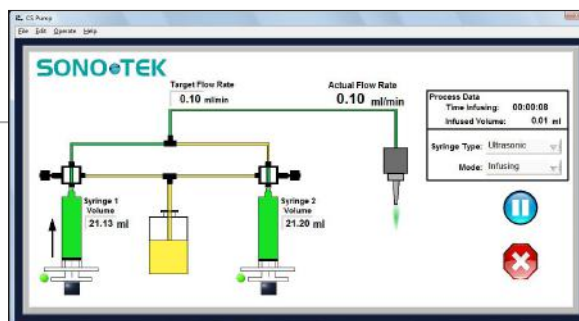 CS Pump
File Edit Operate Help
SONO TEK
Target Flow Rate
0.10 ml/min
Actual Flow Rate
0.10 ml/min
Process Data
Time Infusing: 00:00:08
Infused Volume: 0.01 ml
Syringe Type: Ultrasonic
Mode: Infusing
Syringe 1
Volume
21.13 ml
Syringe 2
Volume
21.20 ml